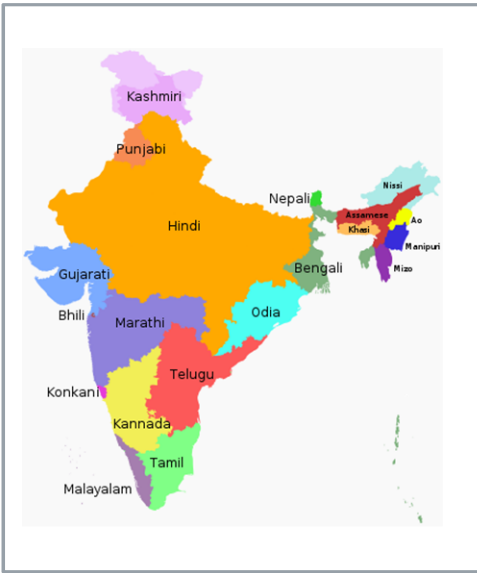 Kashmiri
Punjabi
Nissi
Nepali
Assamese
Ao
Hindi
Khasi
Manipuri
Bengali
Mizo
Gujarati
Bhili
Odia
Marathi
Telugu
Konkani
Kannada
Tamil
Malayalam